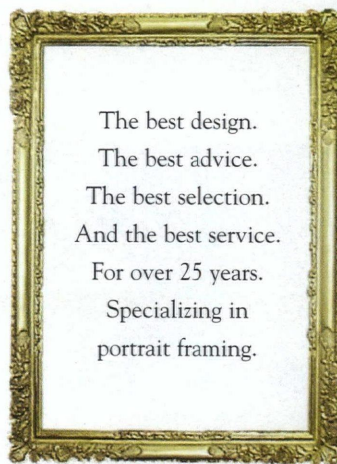 The best design.
The best advice.
The best selection.
And the best service.
For over 25 years.
Specializing in
portrait framing.